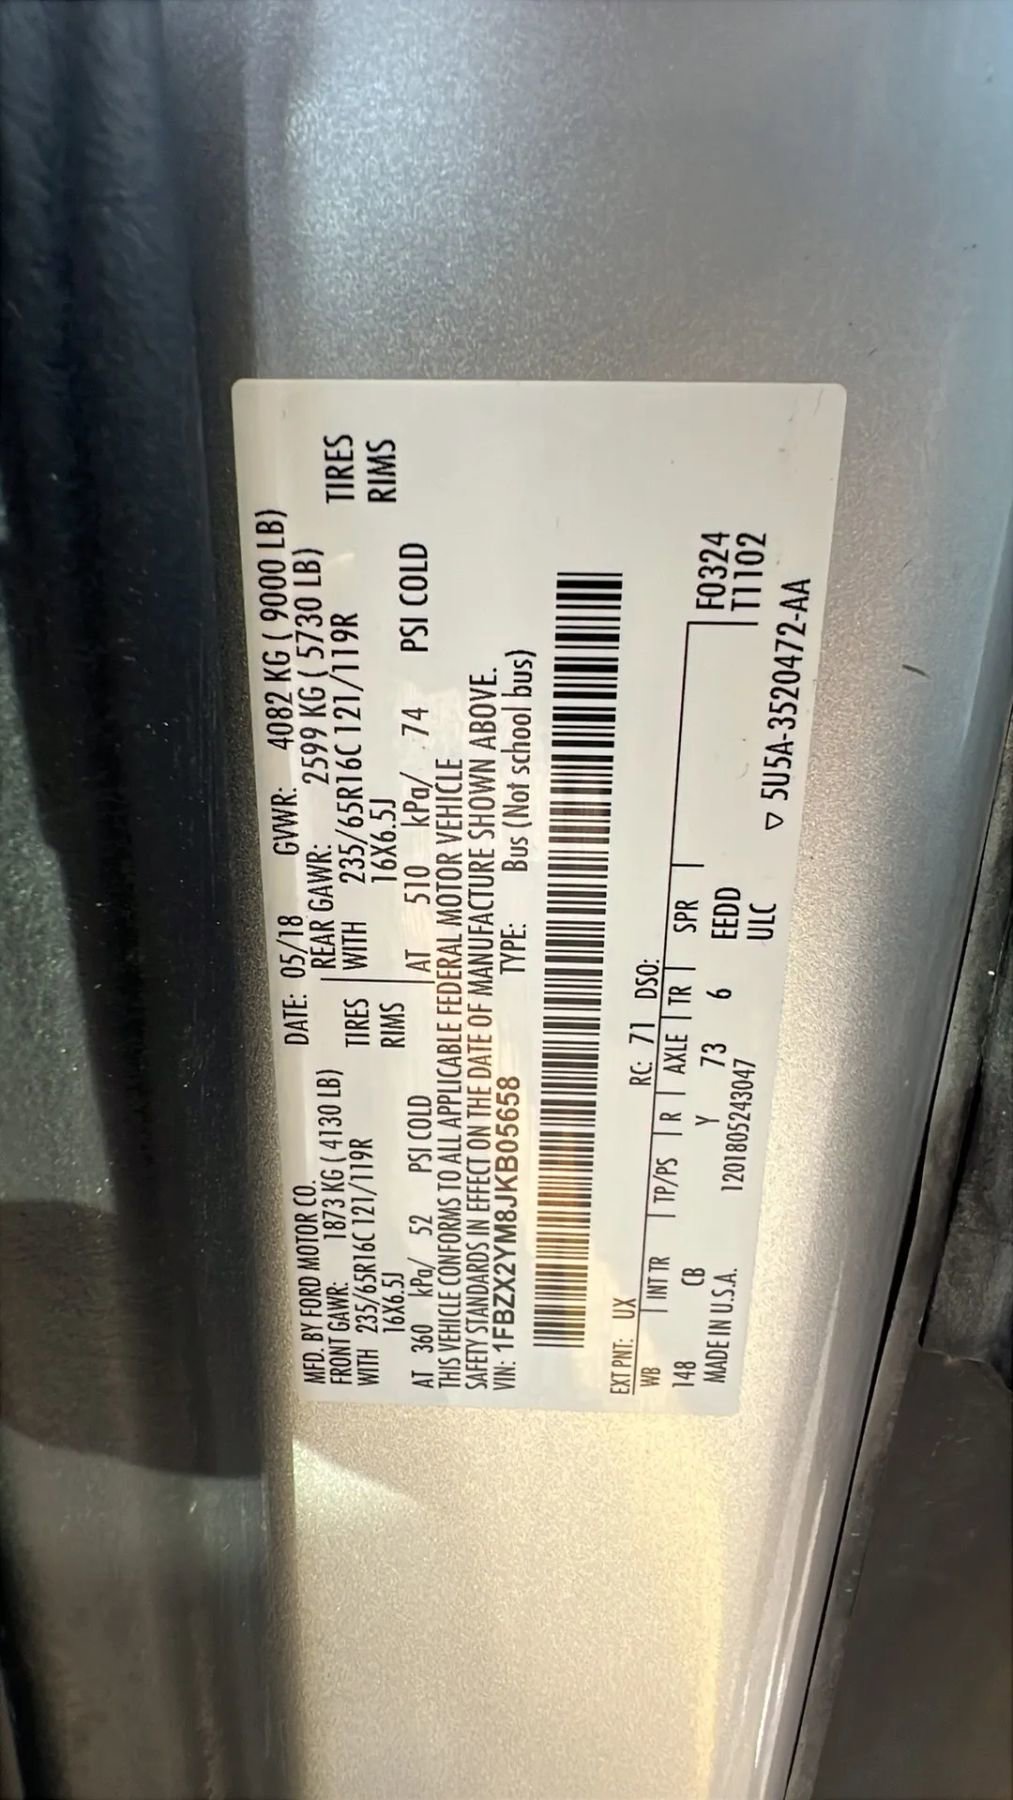 MFD. BY FORD MOTOR CO. DATE: 05/18 GVWR: 4082 KG ( 9000 LB)
FRONT GAWR: 1873 KG ( 4130 LB) REAR GAWR: 2599 KG ( 5730 LB)
WITH 235/65R16C 121/119R TIRES WITH 235/65R16C 121/119R TIRES
16X6.5J RIMS 16X6.5J RIMS
AT 360 kPa/ 52 PSI COLD AT 510 kPa/ 74 PSI COLD
THIS VEHICLE CONFORMS TO ALL APPLICABLE FEDERAL MOTOR VEHICLE
SAFETY STANDARDS IN EFFECT ON THE DATE OF MANUFACTURE SHOWN ABOVE.
VIN: 1FBZX2YM8JKB05658 TYPE: Bus (Not school bus)
EXT PNT: UX RC: 71 DSO:
WB INT TR TP/PS R AXLE TR SPR F0324
148 CB Y 73 6 EEDD T1102
MADE IN U.S.A. 1201805243047 ULC
▽ 5U5A-3520472-AA